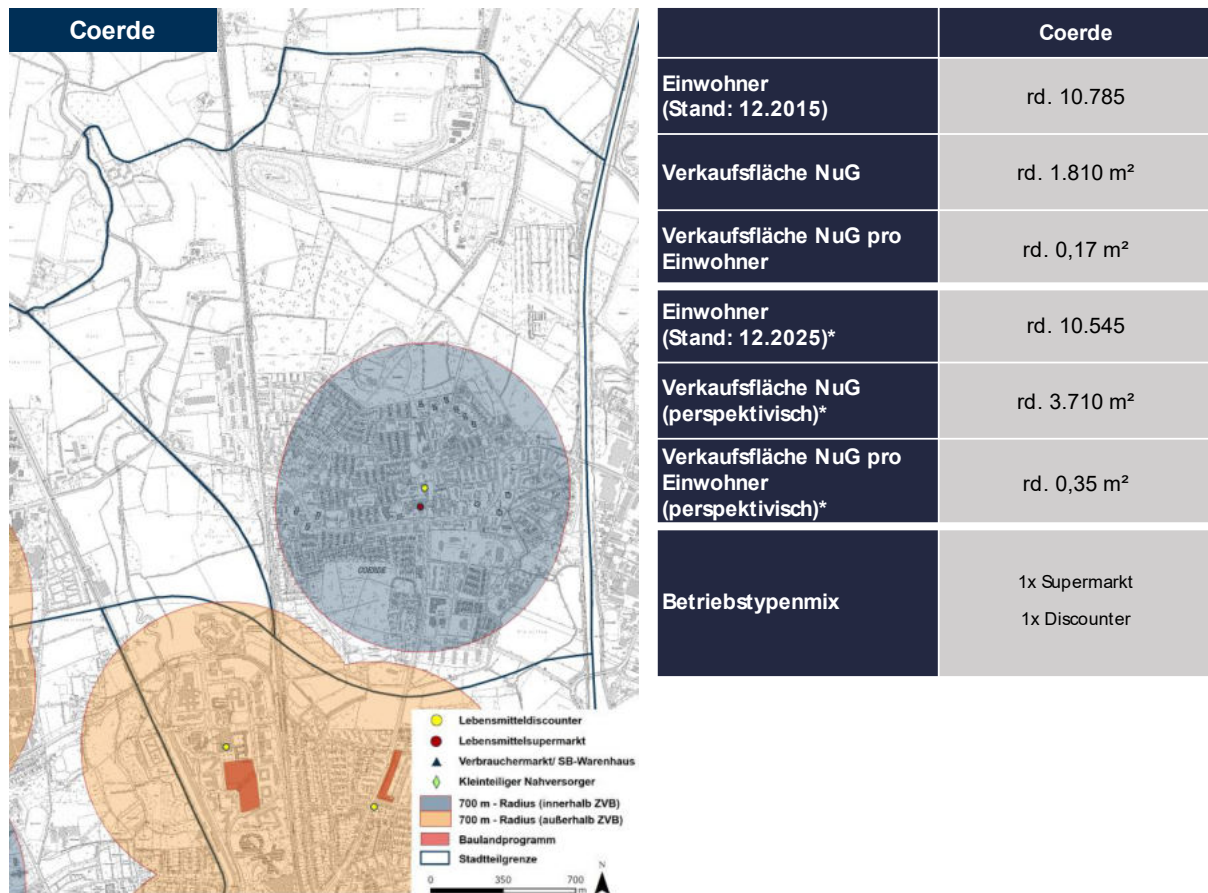 Coerde
COERDE
Lebensmitteldiscounter
Lebensmittelsupermarkt
Verbrauchermarkt/ SB-Warenhaus
Kleinteiliger Nahversorger
700 m - Radius (innerhalb ZVB)
700 m - Radius (außerhalb ZVB)
Baulandprogramm
Stadtteilgrenze
0 350 700
m
N
Coerde
Einwohner
(Stand: 12.2015)
rd. 10.785
Verkaufsfläche NuG
rd. 1.810 m²
Verkaufsfläche NuG pro
Einwohner
rd. 0,17 m²
Einwohner
(Stand: 12.2025)*
rd. 10.545
Verkaufsfläche NuG
(perspektivisch)*
rd. 3.710 m²
Verkaufsfläche NuG pro
Einwohner
(perspektivisch)*
rd. 0,35 m²
Betriebstypenmix
1x Supermarkt
1x Discounter